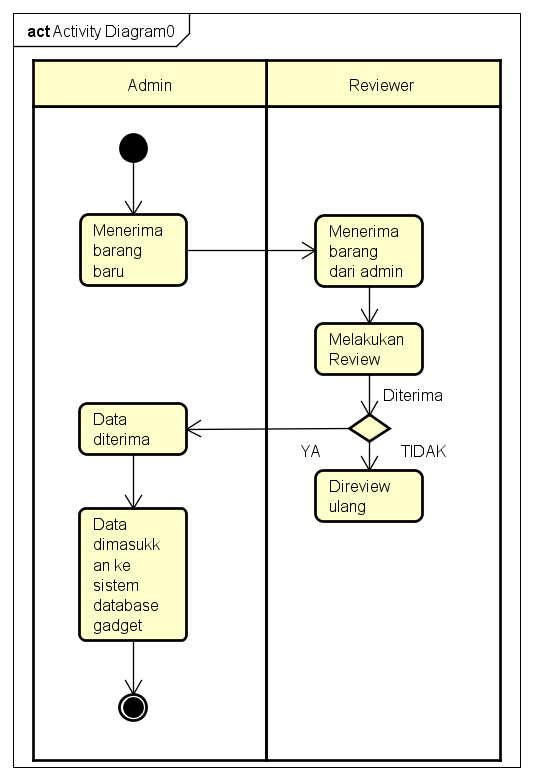 act Activity Diagram0
Admin
Reviewer
Menerima
barang
baru
Menerima
barang
dari admin
Melakukan
Review
Diterima
Data
diterima
YA
TIDAK
Direview
ulang
Data
dimasukk
an ke
sistem
database
gadget